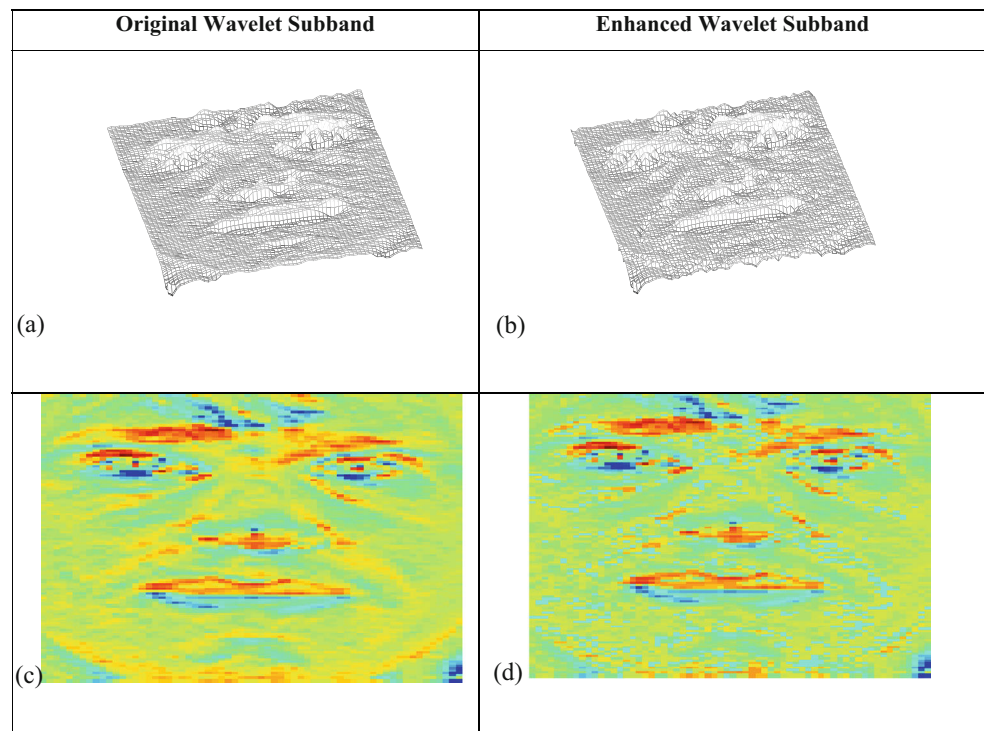 Original Wavelet Subband
Enhanced Wavelet Subband
(a)
(b)
(c)
(d)